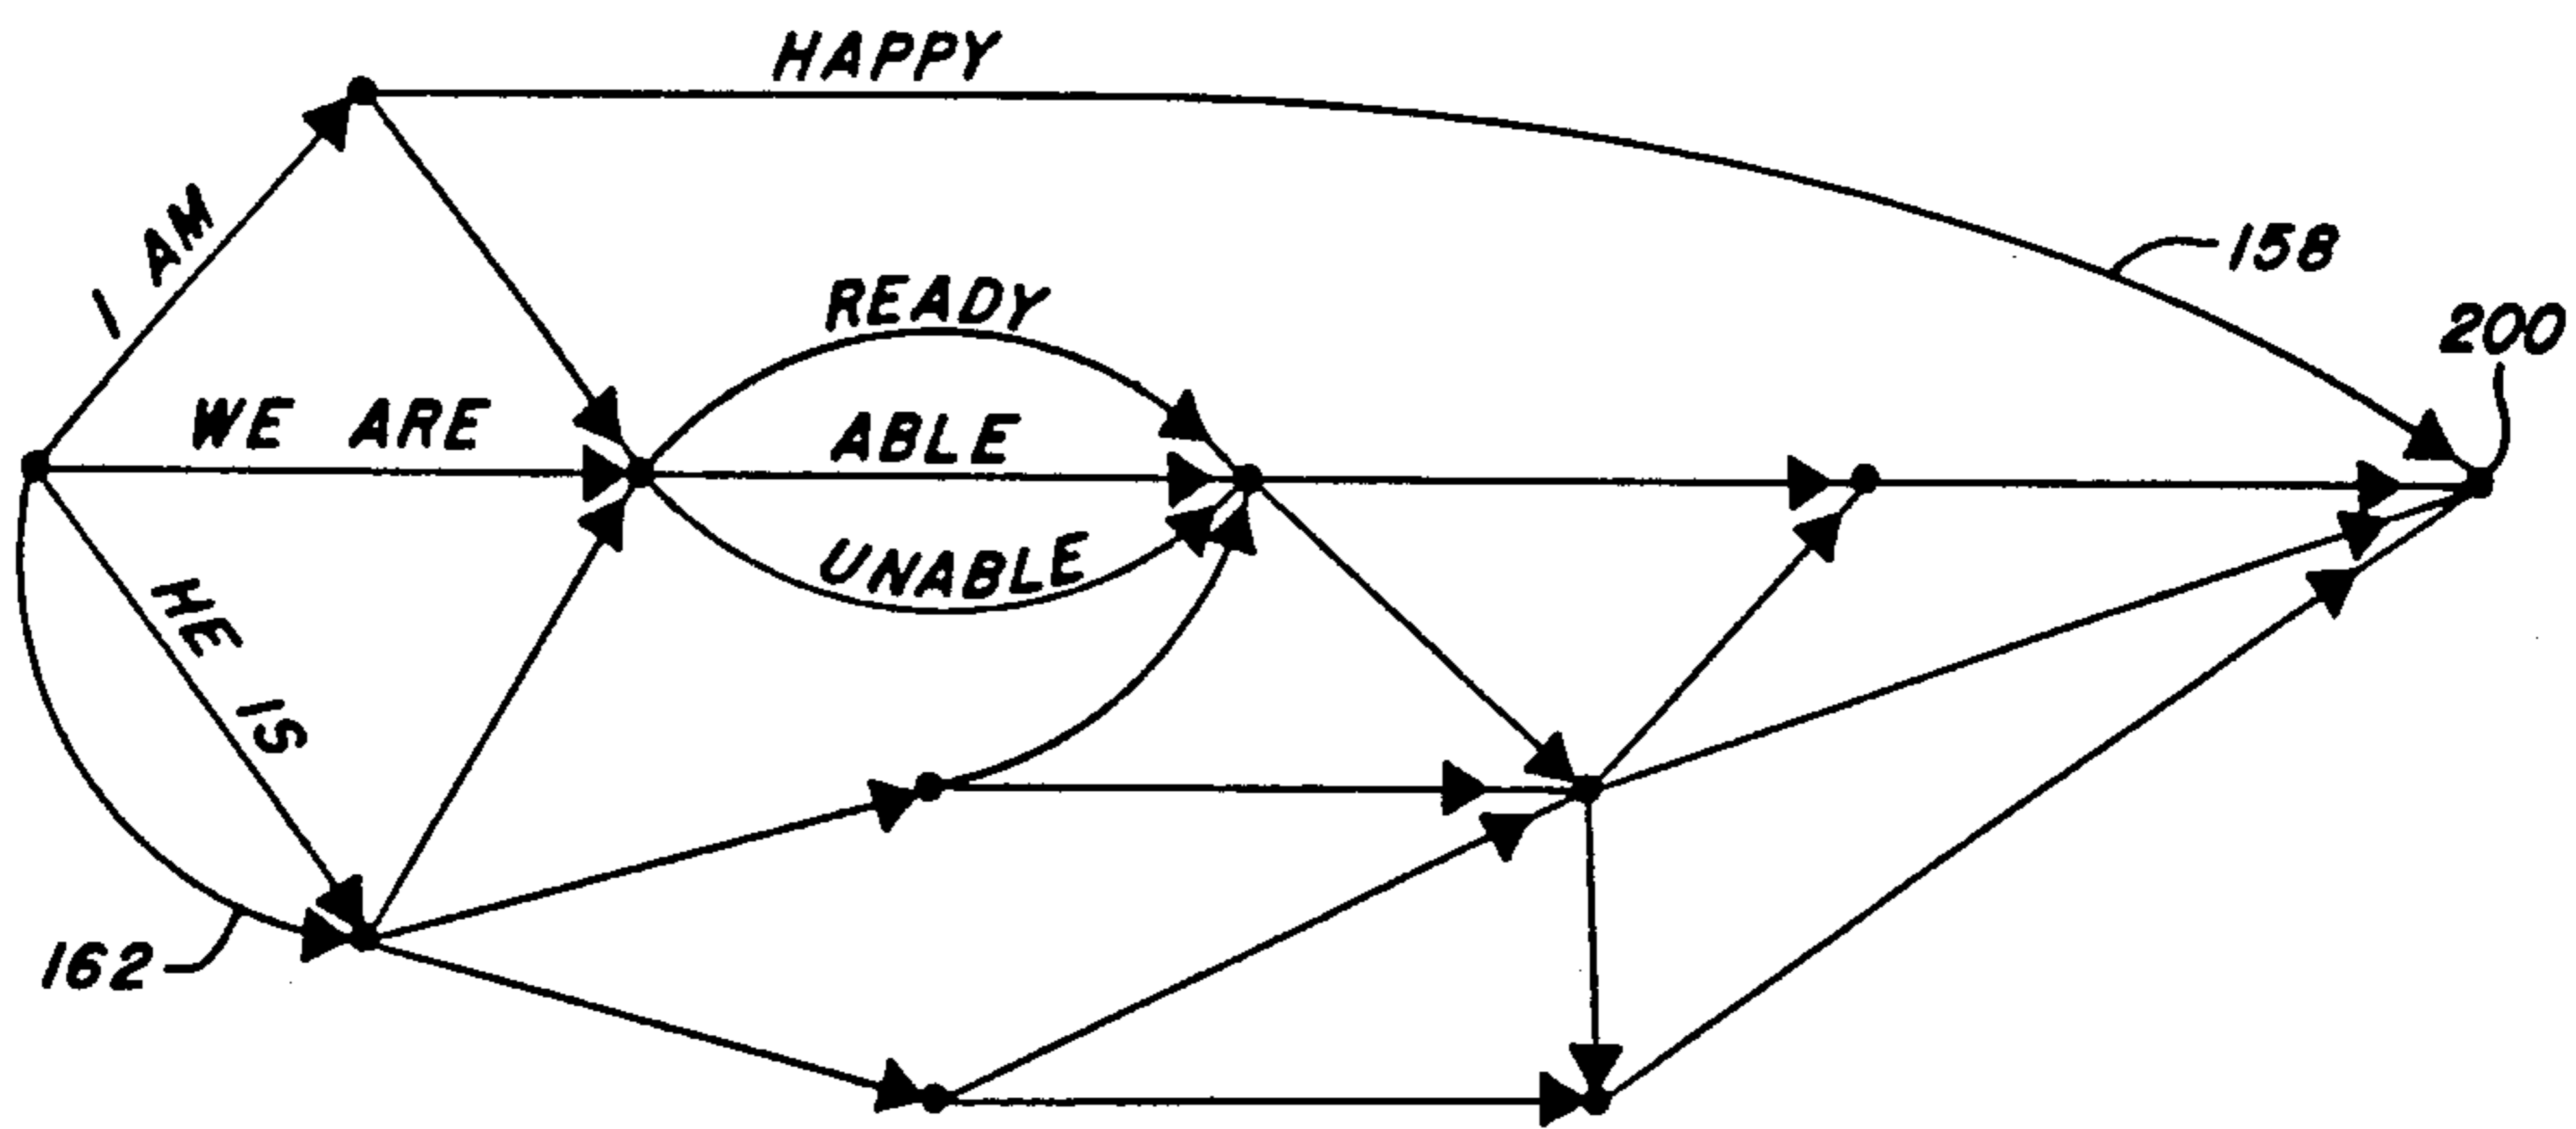 HAPPY
I AM
158
READY
200
WE ARE
ABLE
UNABLE
HE IS
162